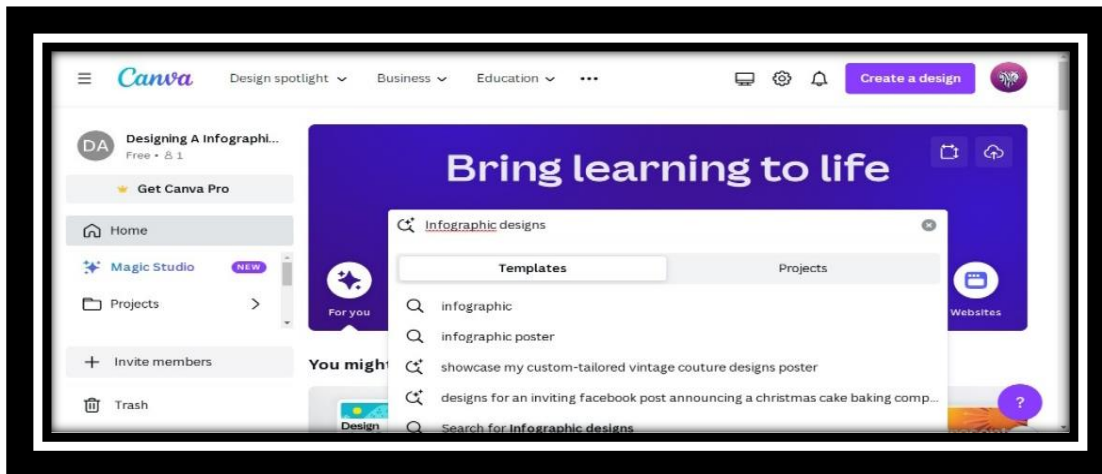 Canva
Design spotlight
Business
Education
Create a design
DA
Designing A Infographi...
Free • 1
Get Canva Pro
Home
Magic Studio
NEW
Projects
Invite members
Trash
Bring learning to life
Infographic designs
Templates
Projects
For you
Websites
infographic
infographic poster
showcase my custom-tailored vintage couture designs poster
designs for an inviting facebook post announcing a christmas cake baking comp...
Search for Infographic designs
You might
Design
?